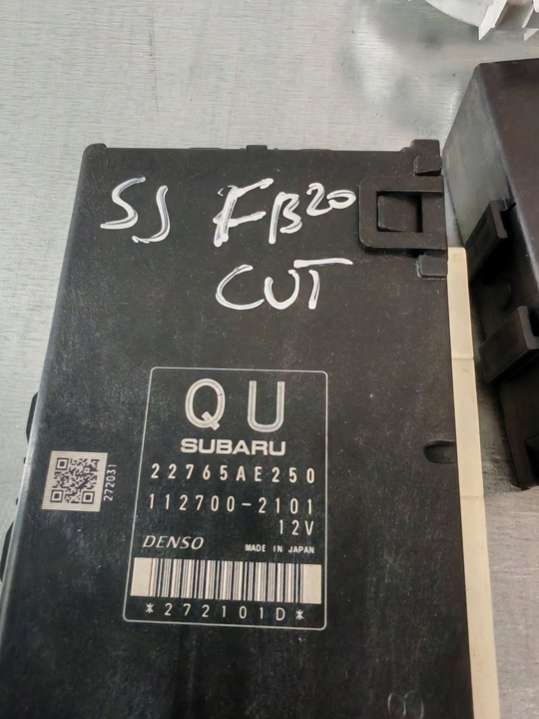 SJ FB20
CUT
QU
SUBARU
22765AE250
112700-2101
12V
DENSO MADE IN JAPAN
*272101D*
272031